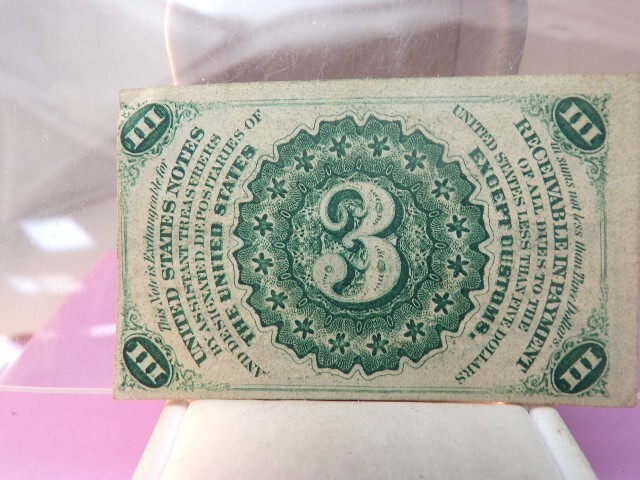 III
III
This Note is Exchangeable for
UNITED STATES NOTES
BY ASSISTANT TREASURERS
AND DESIGNATED DEPOSITARIES OF
THE UNITED STATES
3
RECEIVABLE IN PAYMENT
OF ALL DUES TO THE
UNITED STATES LESS THAN FIVE DOLLARS
EXCEPT CUSTOMS.
in sums not less than Three Dollars
III
III